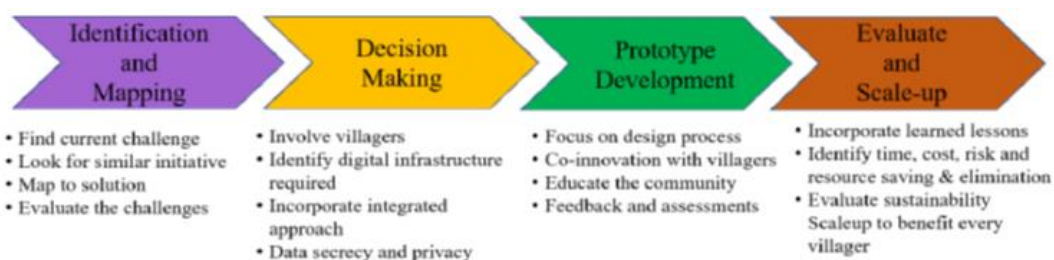 Identification
and
Mapping
• Find current challenge
• Look for similar initiative
• Map to solution
• Evaluate the challenges
Decision
Making
• Involve villagers
• Identify digital infrastructure
required
• Incorporate integrated
approach
• Data secrecy and privacy
Prototype
Development
• Focus on design process
• Co-innovation with villagers
• Educate the community
• Feedback and assessments
Evaluate
and
Scale-up
• Incorporate learned lessons
• Identify time, cost, risk and
resource saving & elimination
• Evaluate sustainability
Scaleup to benefit every
villager